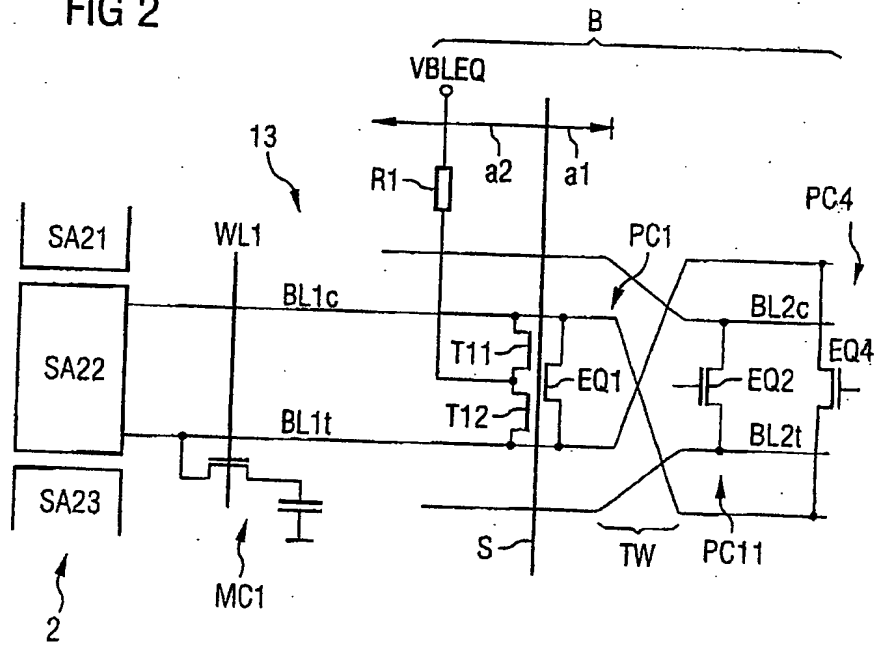 FIG 2
B
VBLEQ
13
a2
a1
R1
PC4
SA21
WL1
PC1
BL1c
BL2c
T11
EQ4
SA22
EQ1
EQ2
T12
BL1t
BL2t
SA23
S
TW
PC11
MC1
2